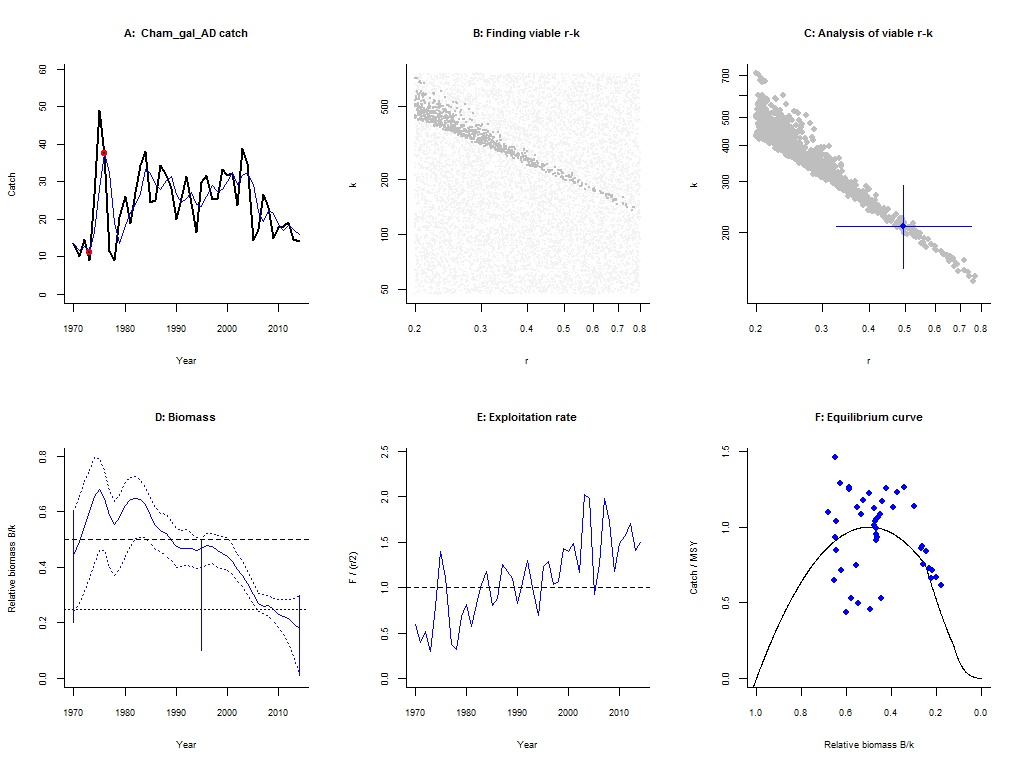 A: Cham_gal_AD catch
Catch
60
50
40
30
20
10
0
1970 1980 1990 2000 2010
Year
B: Finding viable r-k
k
500
200
100
50
0.2 0.3 0.4 0.5 0.6 0.7 0.8
r
C: Analysis of viable r-k
k
700
500
400
300
200
0.2 0.3 0.4 0.5 0.6 0.7 0.8
r
D: Biomass
Relative biomass B/k
0.8
0.6
0.4
0.2
0.0
1970 1980 1990 2000 2010
Year
E: Exploitation rate
F / (r/2)
2.5
2.0
1.5
1.0
0.5
0.0
1970 1980 1990 2000 2010
Year
F: Equilibrium curve
Catch / MSY
1.5
1.0
0.5
0.0
1.0 0.8 0.6 0.4 0.2 0.0
Relative biomass B/k